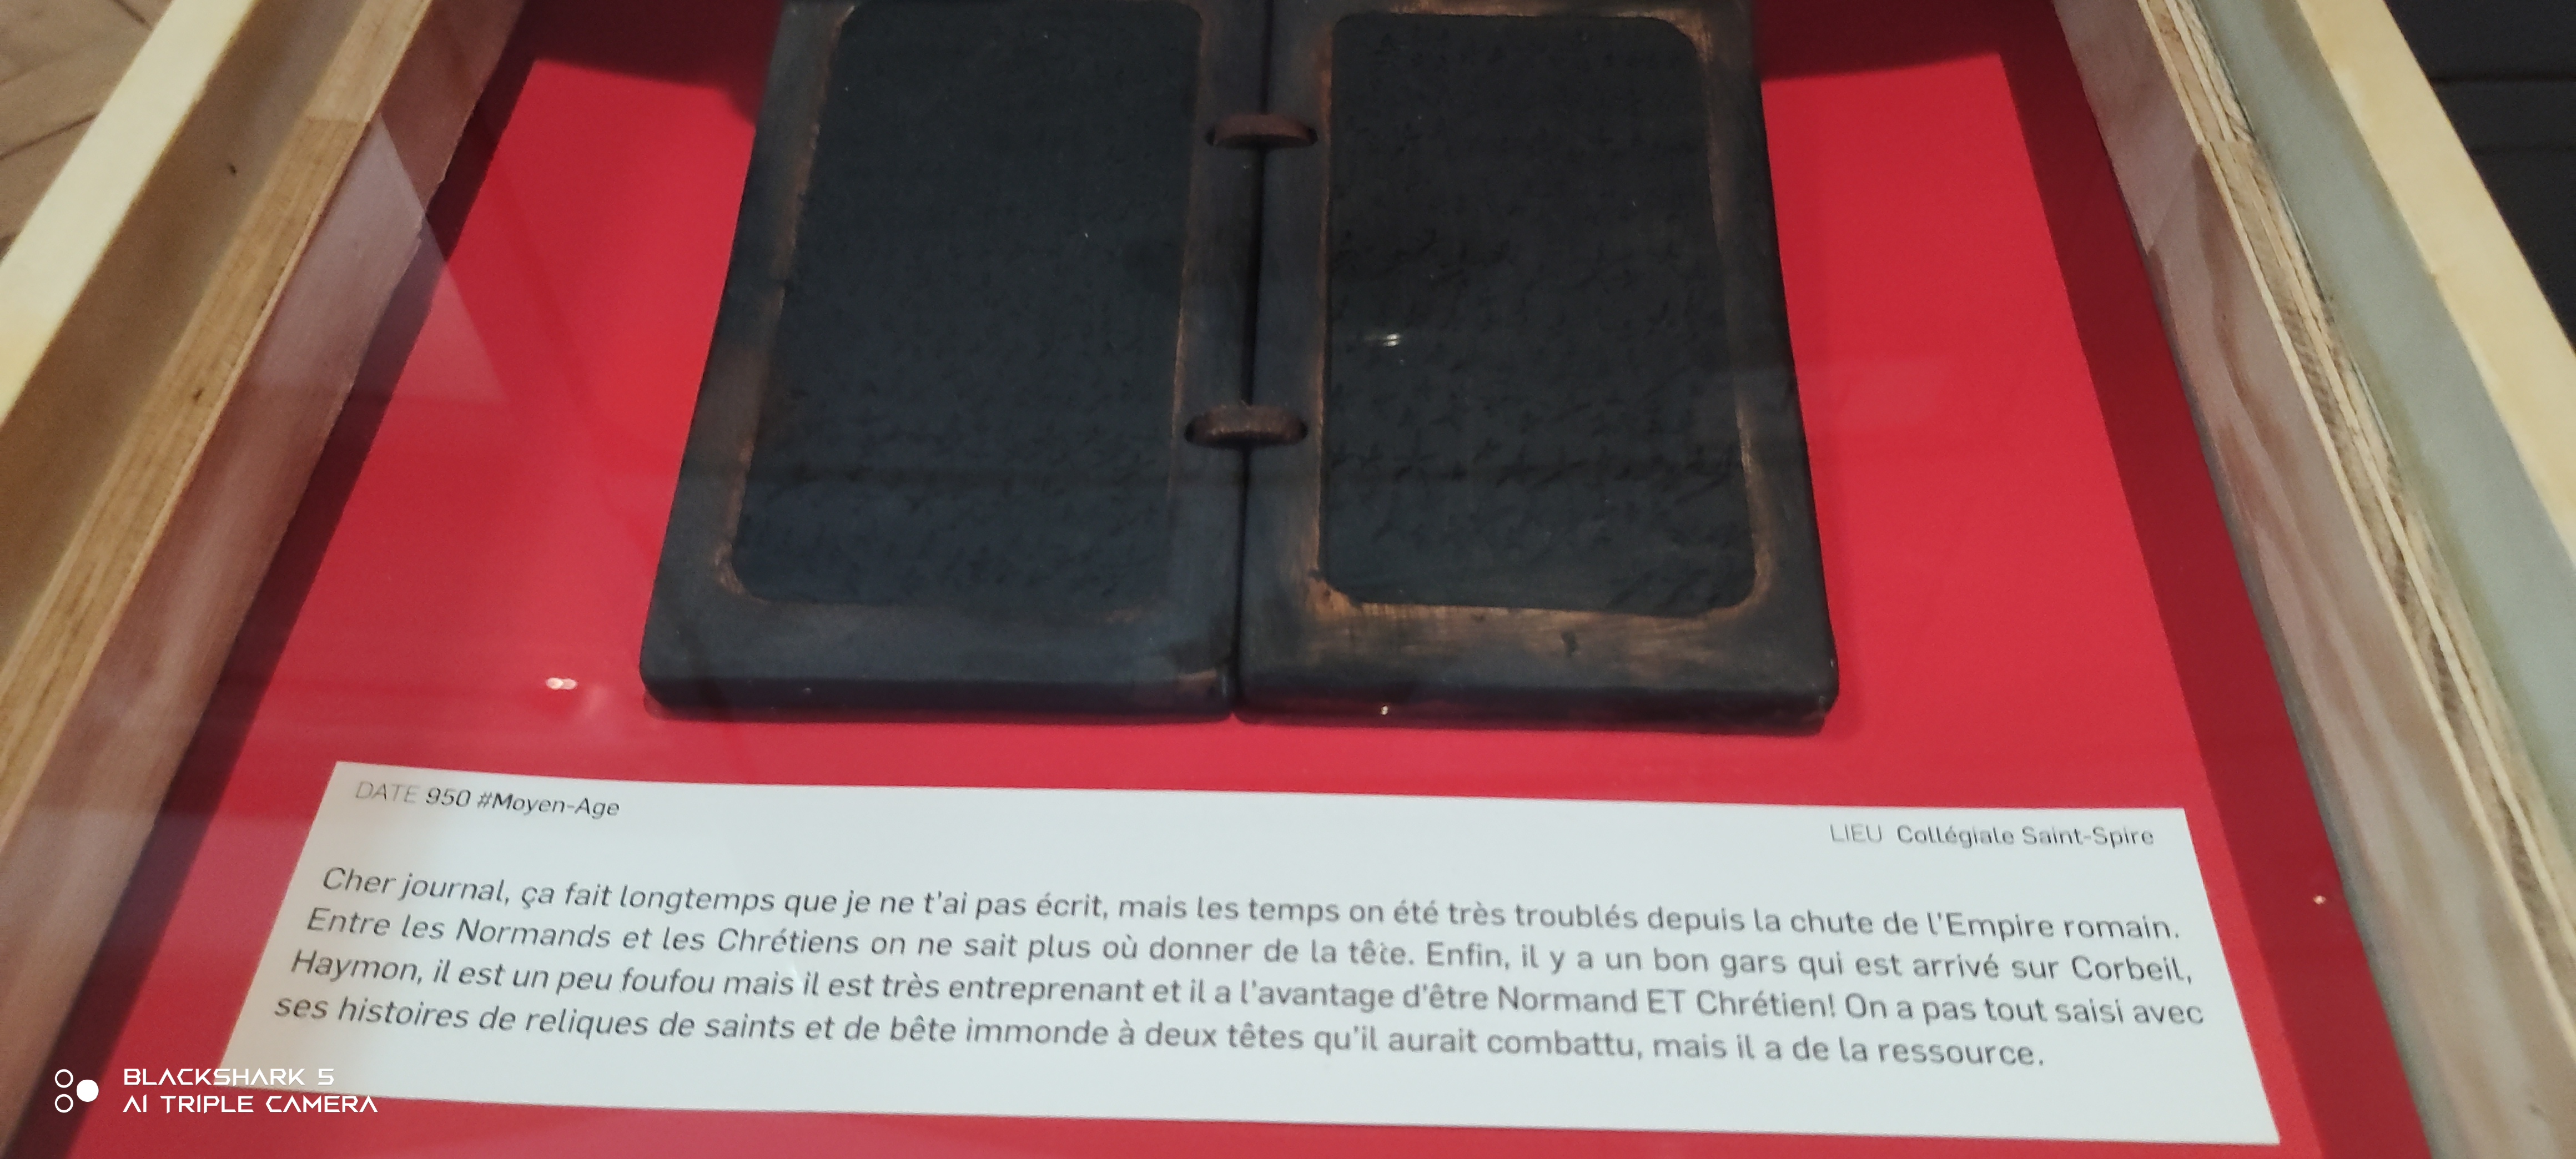 DATE 950 #Moyen-Age
LIEU Collégiale Saint-Spire
Cher journal, ça fait longtemps que je ne t'ai pas écrit, mais les temps on été très troublés depuis la chute de l'Empire romain.
Entre les Normands et les Chrétiens on ne sait plus où donner de la tête. Enfin, il y a un bon gars qui est arrivé sur Corbeil,
Haymon, il est un peu foufou mais il est très entreprenant et il a l'avantage d'être Normand ET Chrétien! On a pas tout saisi avec
ses histoires de reliques de saints et de bête immonde à deux têtes qu'il aurait combattu, mais il a de la ressource.
BLACKSHARK 5
AI TRIPLE CAMERA